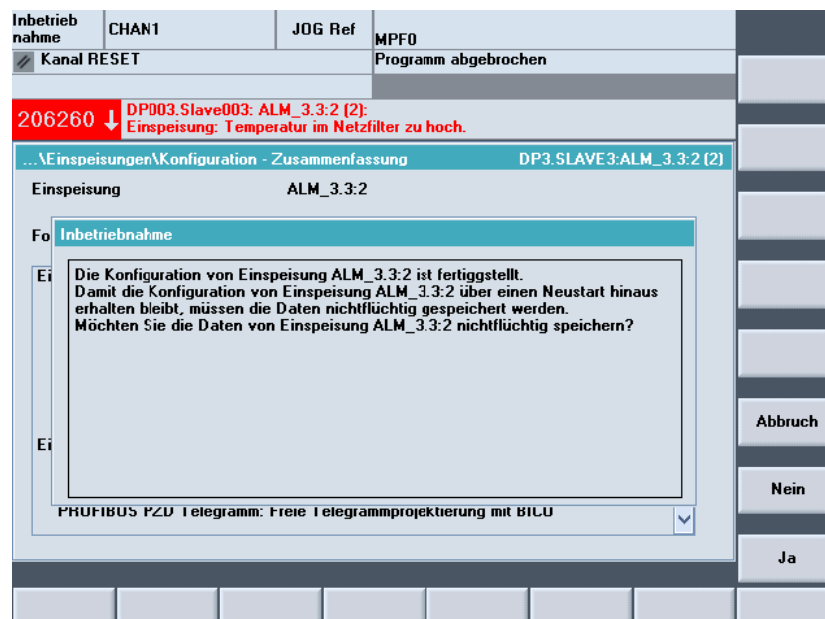 Inbetrieb
nahme
CHAN1
JOG Ref
MPF0
Kanal RESET
Programm abgebrochen
206260
DP003.Slave003: ALM_3.3:2 (2):
Einspeisung: Temperatur im Netzfilter zu hoch.
...\Einspeisungen\Konfiguration - Zusammenfassung DP3.SLAVE3:ALM_3.3:2 (2)
Einspeisung ALM_3.3:2
Fo
Inbetriebnahme
Ei
Die Konfiguration von Einspeisung ALM_3.3:2 ist fertiggstellt.
Damit die Konfiguration von Einspeisung ALM_3.3:2 über einen Neustart hinaus
erhalten bleibt, müssen die Daten nichtflüchtig gespeichert werden.
Möchten Sie die Daten von Einspeisung ALM_3.3:2 nichtflüchtig speichern?
Ei
PROFIBUS PZD Telegramm: Freie Telegrammprojektierung mit BICO
Abbruch
Nein
Ja